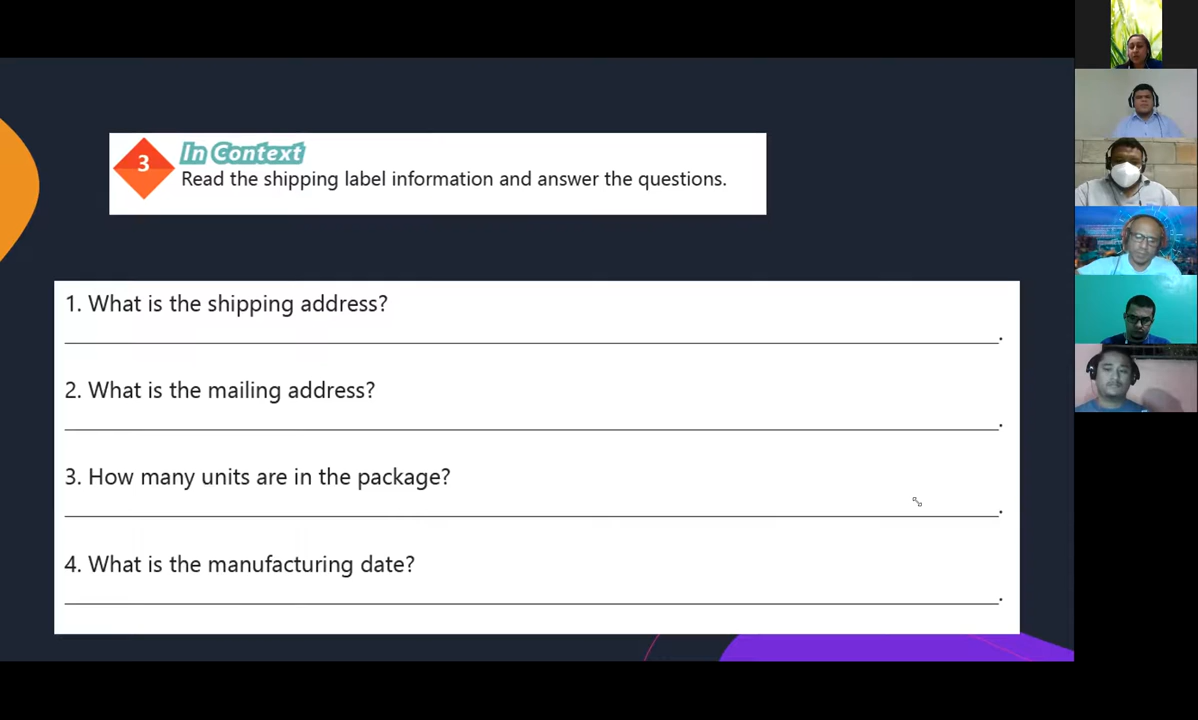 3
In Context
Read the shipping label information and answer the questions.
1. What is the shipping address?
.
2. What is the mailing address?
.
3. How many units are in the package?
.
4. What is the manufacturing date?
.